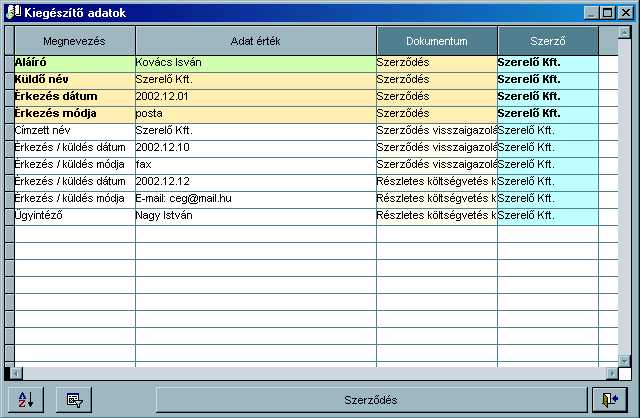 Kiegészítő adatok
Megnevezés Adat érték Dokumentum Szerző
Aláíró Kovács Isván Szerződés Szerelő Kft.
Küldő név Szerelő Kft. Szerződés Szerelő Kft.
Érkezés dátum 2002.12.01 Szerződés Szerelő Kft.
Érkezés módja posta Szerződés Szerelő Kft.
Címzett név Szerelő Kft. Szerződés visszaigazolá Szerelő Kft.
Érkezés / küldés dátum 2002.12.10 Szerződés visszaigazolá Szerelő Kft.
Érkezés / küldés módja fax Szerződés visszaigazolá Szerelő Kft.
Érkezés / küldés dátum 2002.12.12 Részletes költségvetés k Szerelő Kft.
Érkezés / küldés módja E-mail: ceg@mail.hu Részletes költségvetés k Szerelő Kft.
Ügyintéző Nagy István Részletes költségvetés k Szerelő Kft.
AZ Szerződés